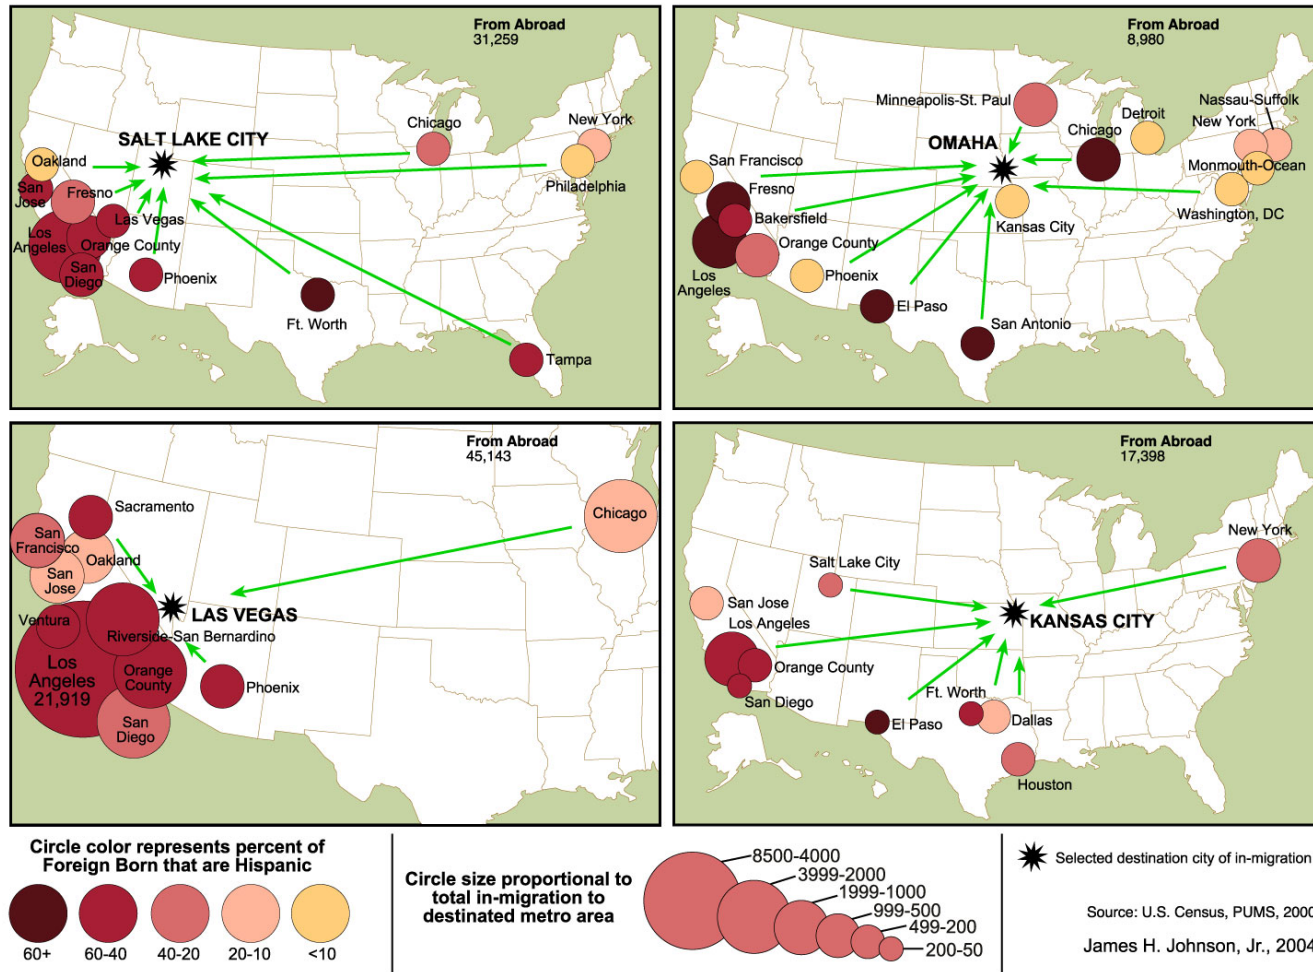 From Abroad
31,259
SALT LAKE CITY
Chicago
New York
Oakland
Philadelphia
San
Jose
Fresno
Las Vegas
Los
Angeles
Orange County
San
Diego
Phoenix
Ft. Worth
Tampa
From Abroad
8,980
Minneapolis-St. Paul
Nassau-Suffolk
Detroit
New York
OMAHA
Chicago
San Francisco
Monmouth-Ocean
Fresno
Bakersfield
Kansas City
Washington, DC
Orange County
Los
Angeles
Phoenix
El Paso
San Antonio
From Abroad
45,143
Sacramento
Chicago
San
Francisco
Oakland
San
Jose
LAS VEGAS
Ventura
Riverside-San Bernardino
Los
Angeles
21,919
Orange
County
Phoenix
San
Diego
From Abroad
17,398
New York
Salt Lake City
San Jose
KANSAS CITY
Los Angeles
Orange County
San Diego
Ft. Worth
El Paso
Dallas
Houston
Circle color represents percent of
Foreign Born that are Hispanic
60+ 60-40 40-20 20-10 <10
Circle size proportional to
total in-migration to
destinated metro area
8500-4000
3999-2000
1999-1000
999-500
499-200
200-50
Selected destination city of in-migration
Source: U.S. Census, PUMS, 2000
James H. Johnson, Jr., 2004